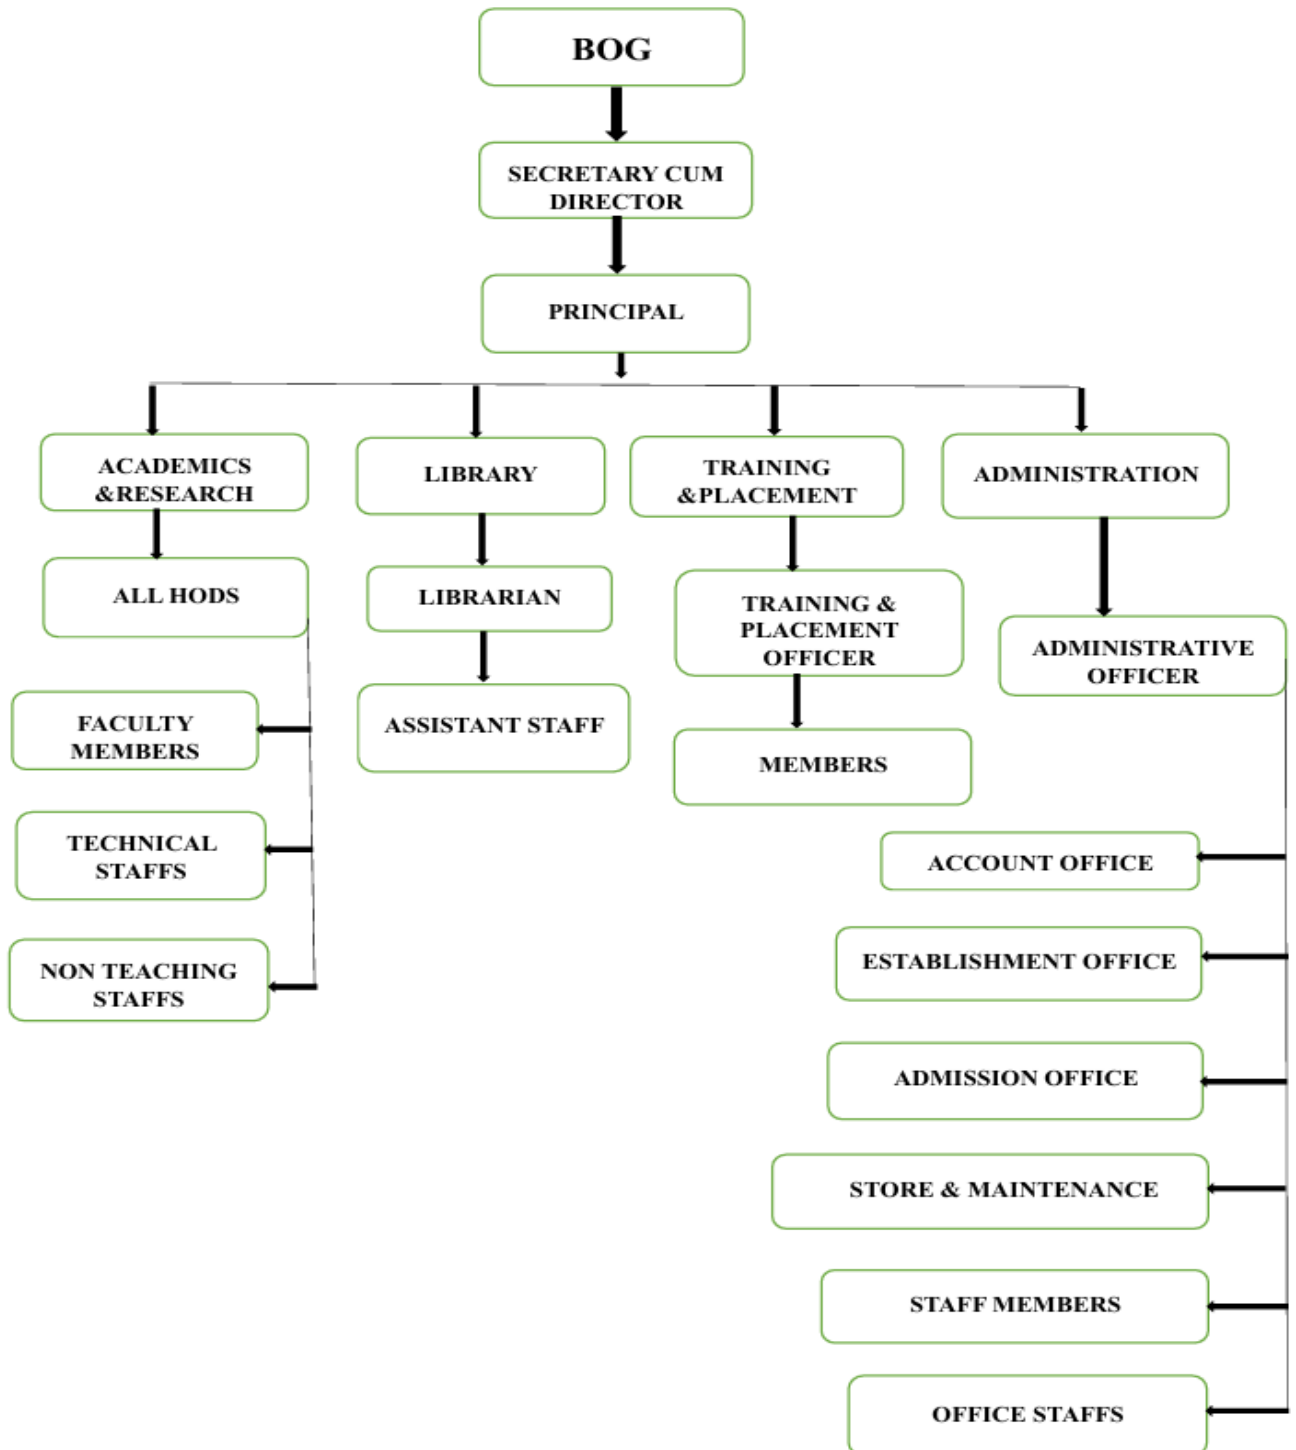 BOG
SECRETARY CUM
DIRECTOR
PRINCIPAL
ACADEMICS
&RESEARCH
LIBRARY
TRAINING
&PLACEMENT
ADMINISTRATION
ALL HODS
LIBRARIAN
TRAINING &
PLACEMENT
OFFICER
ADMINISTRATIVE
OFFICER
FACULTY
MEMBERS
ASSISTANT STAFF
MEMBERS
TECHNICAL
STAFFS
ACCOUNT OFFICE
NON TEACHING
STAFFS
ESTABLISHMENT OFFICE
ADMISSION OFFICE
STORE & MAINTENANCE
STAFF MEMBERS
OFFICE STAFFS